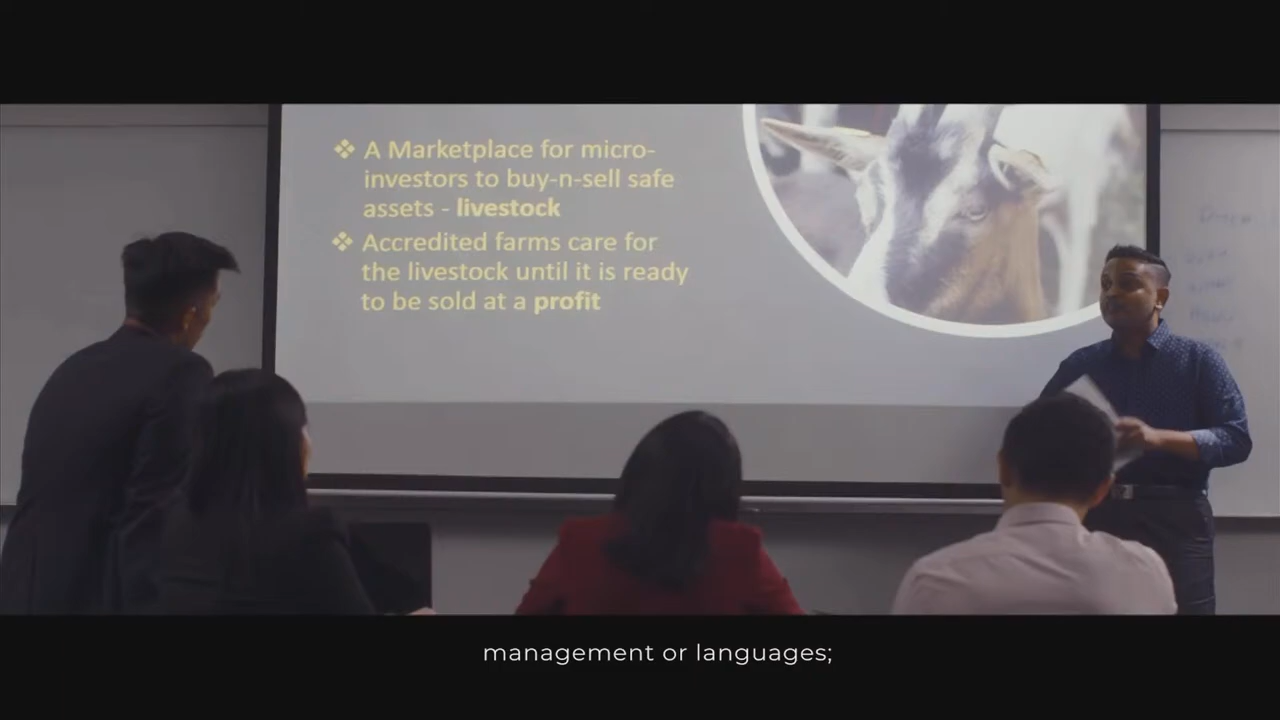 ❖ A Marketplace for micro-
investors to buy-n-sell safe
assets - livestock
❖ Accredited farms care for
the livestock until it is ready
to be sold at a profit
management or languages;